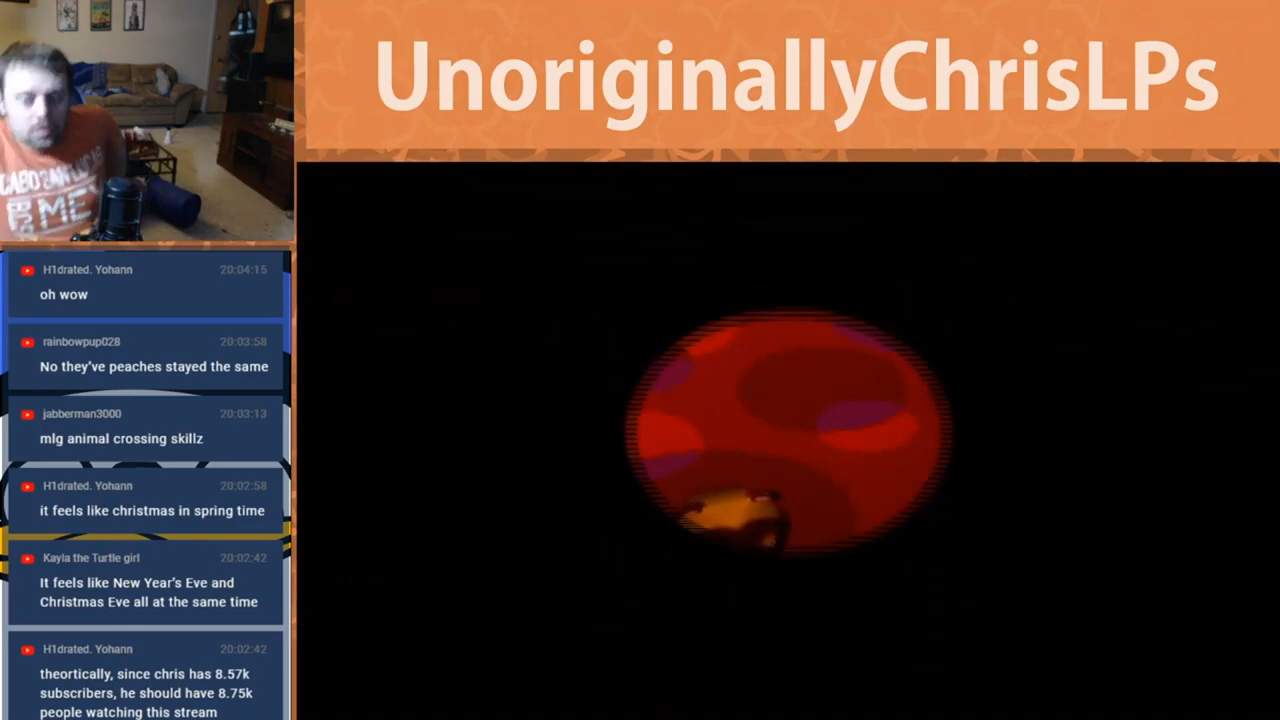 UnoriginallyChrisLPs
CABO SAN LUCAS
ME
H1drated. Yohann 20:04:15
oh wow
rainbowpup028 20:03:58
No they've peaches stayed the same
jabberman3000 20:03:13
mlg animal crossing skillz
H1drated. Yohann 20:02:58
it feels like christmas in spring time
Kayla the Turtle girl 20:02:42
It feels like New Year's Eve and
Christmas Eve all at the same time
H1drated. Yohann 20:02:42
theortically, since chris has 8.57k
subscribers, he should have 8.75k
people watching this stream